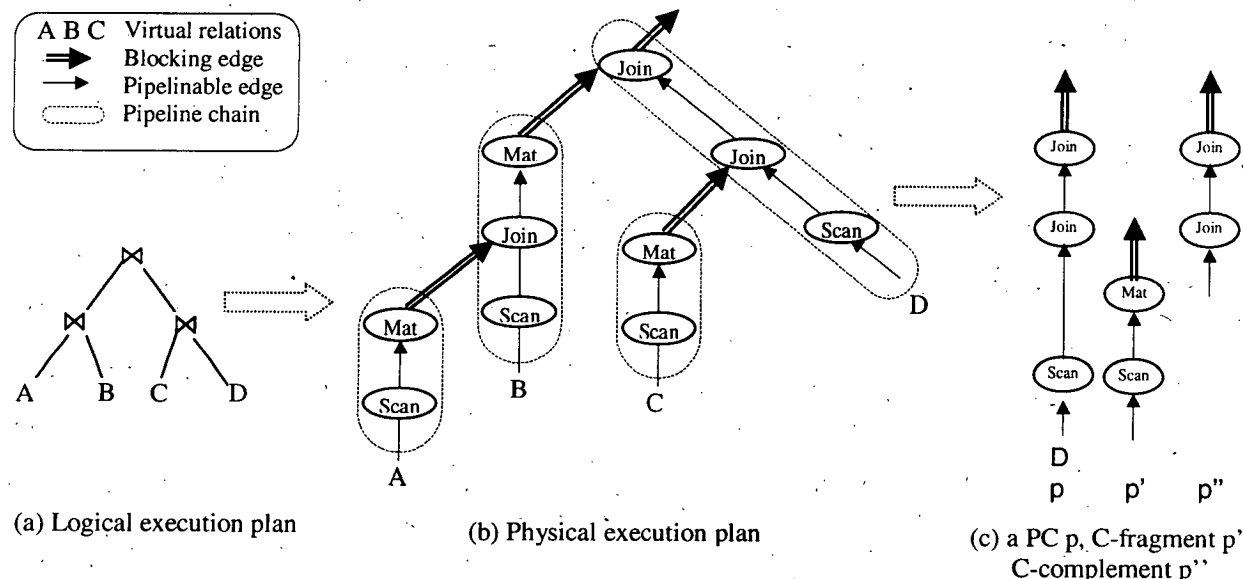 A B C Virtual relations
Blocking edge
Pipelinable edge
Pipeline chain
A B C D
(a) Logical execution plan
Join
Mat
Join
Join
Scan
Mat
Scan
Mat
Scan
Scan
A
B
C
D
(b) Physical execution plan
Join
Join
Join
Join
Mat
Scan
Scan
D
p p' p''
(c) a PC p, C-fragment p'
C-complement p''